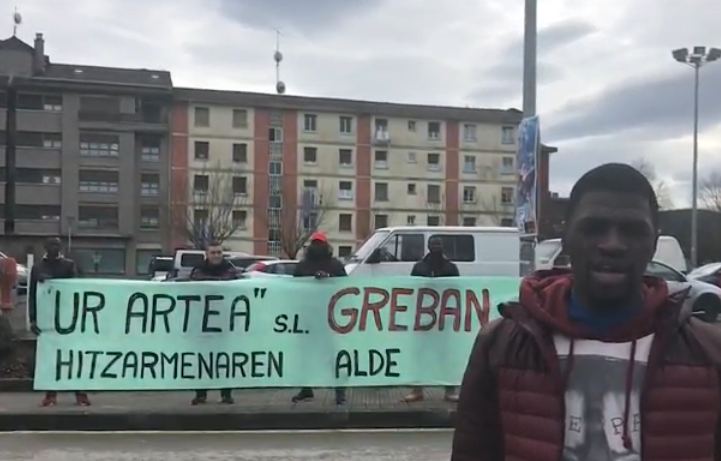 "UR ARTEA" S.L. GREBAN
HITZARMENAREN ALDE